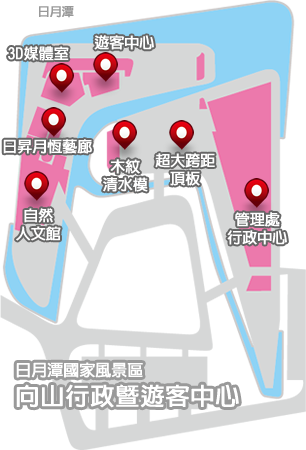 日月潭
遊客中心
3D媒體室
日昇月恆藝廊
木紋
清水模
超大跨距
頂板
自然
人文館
管理處
行政中心
日月潭國家風景區
向山行政暨遊客中心